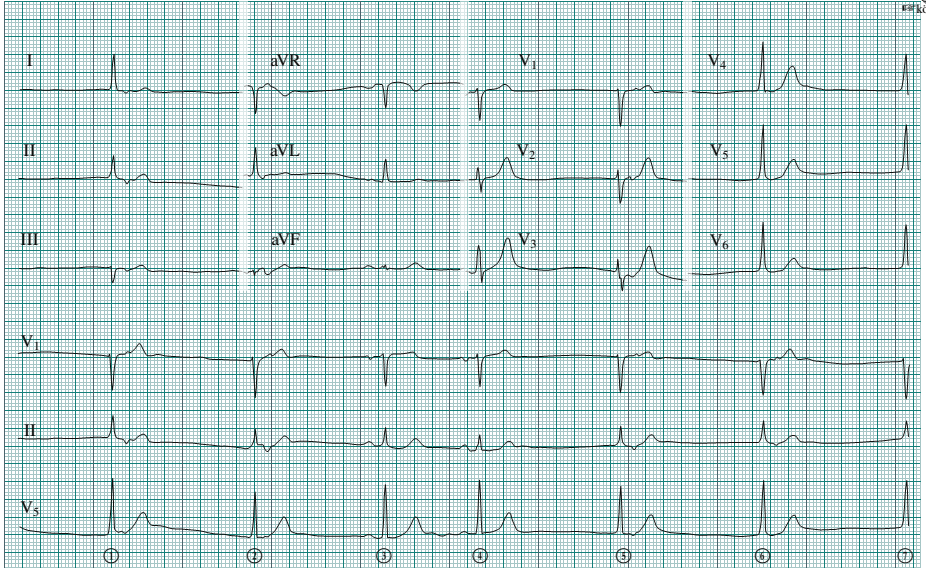 I aVR V₁ V₄
II aVL V₂ V₅
III aVF V₃ V₆
V₁
II
V₅
① ② ③ ④ ⑤ ⑥ ⑦